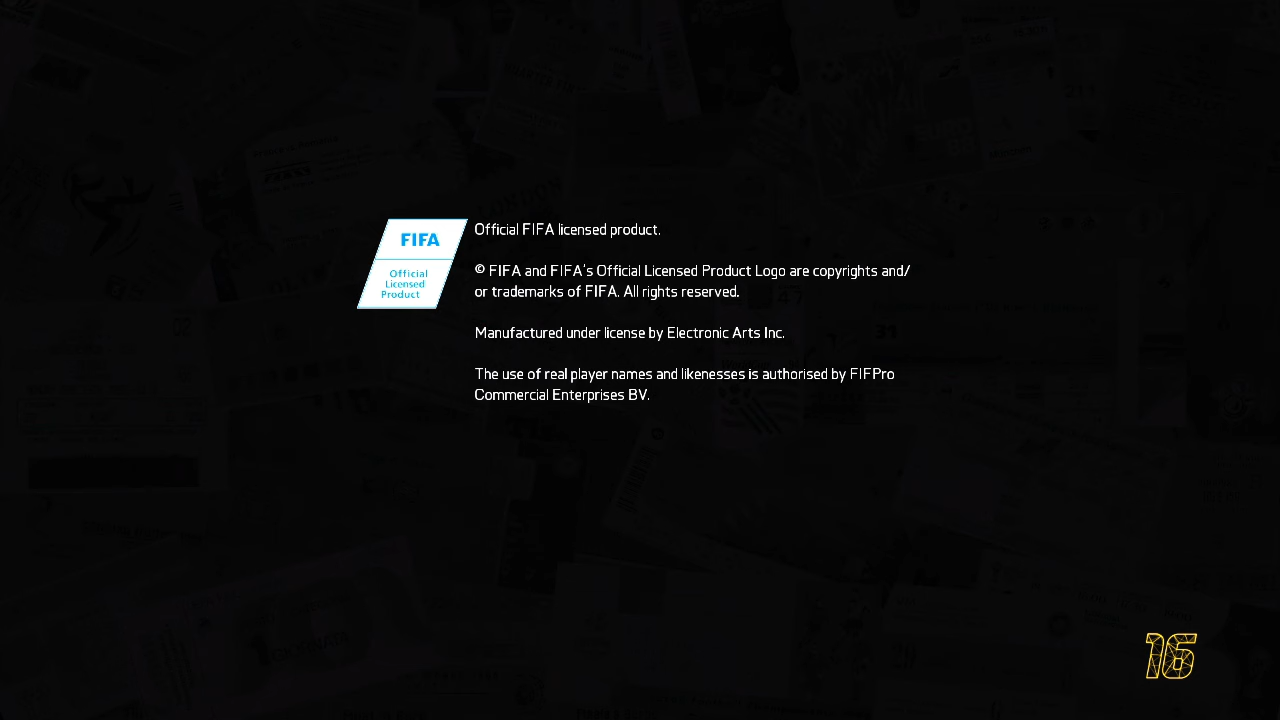 FIFA
Official
Licensed
Product
Official FIFA licensed product.
© FIFA and FIFA's Official Licensed Product Logo are copyrights and/
or trademarks of FIFA. All rights reserved.
Manufactured under license by Electronic Arts Inc.
The use of real player names and likenesses is authorised by FIFPro
Commercial Enterprises BV.
16